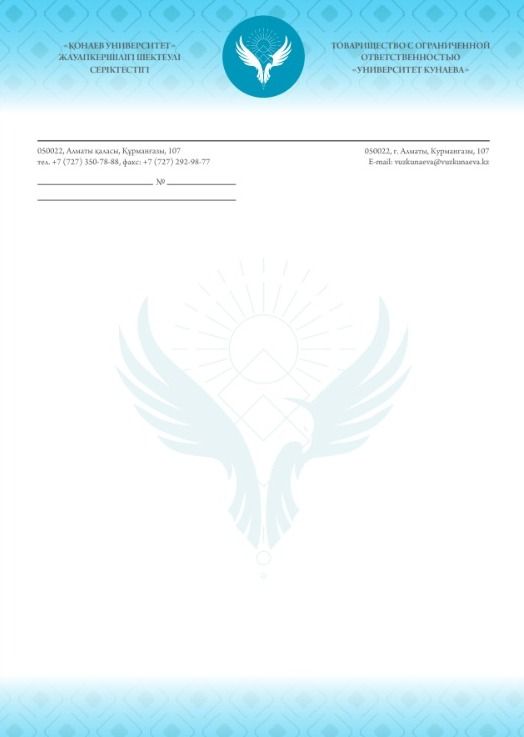 «ҚОНАЕВ УНИВЕРСИТЕТ»
ЖАУАПКЕРШІЛІГІ ШЕКТЕУЛІ
СЕРІКТЕСТІГІ
ТОВАРИЩЕСТВО С ОГРАНИЧЕННОЙ
ОТВЕТСТВЕННОСТЬЮ
«УНИВЕРСИТЕТ КУНАЕВА»
050022, Алматы қаласы, Құрманғазы, 107
тел. +7 (727) 350-78-88, факс: +7 (727) 292-98-77
050022, г. Алматы, Курмангазы, 107
E-mail: vuzkunaeva@vuzkunaeva.kz
№